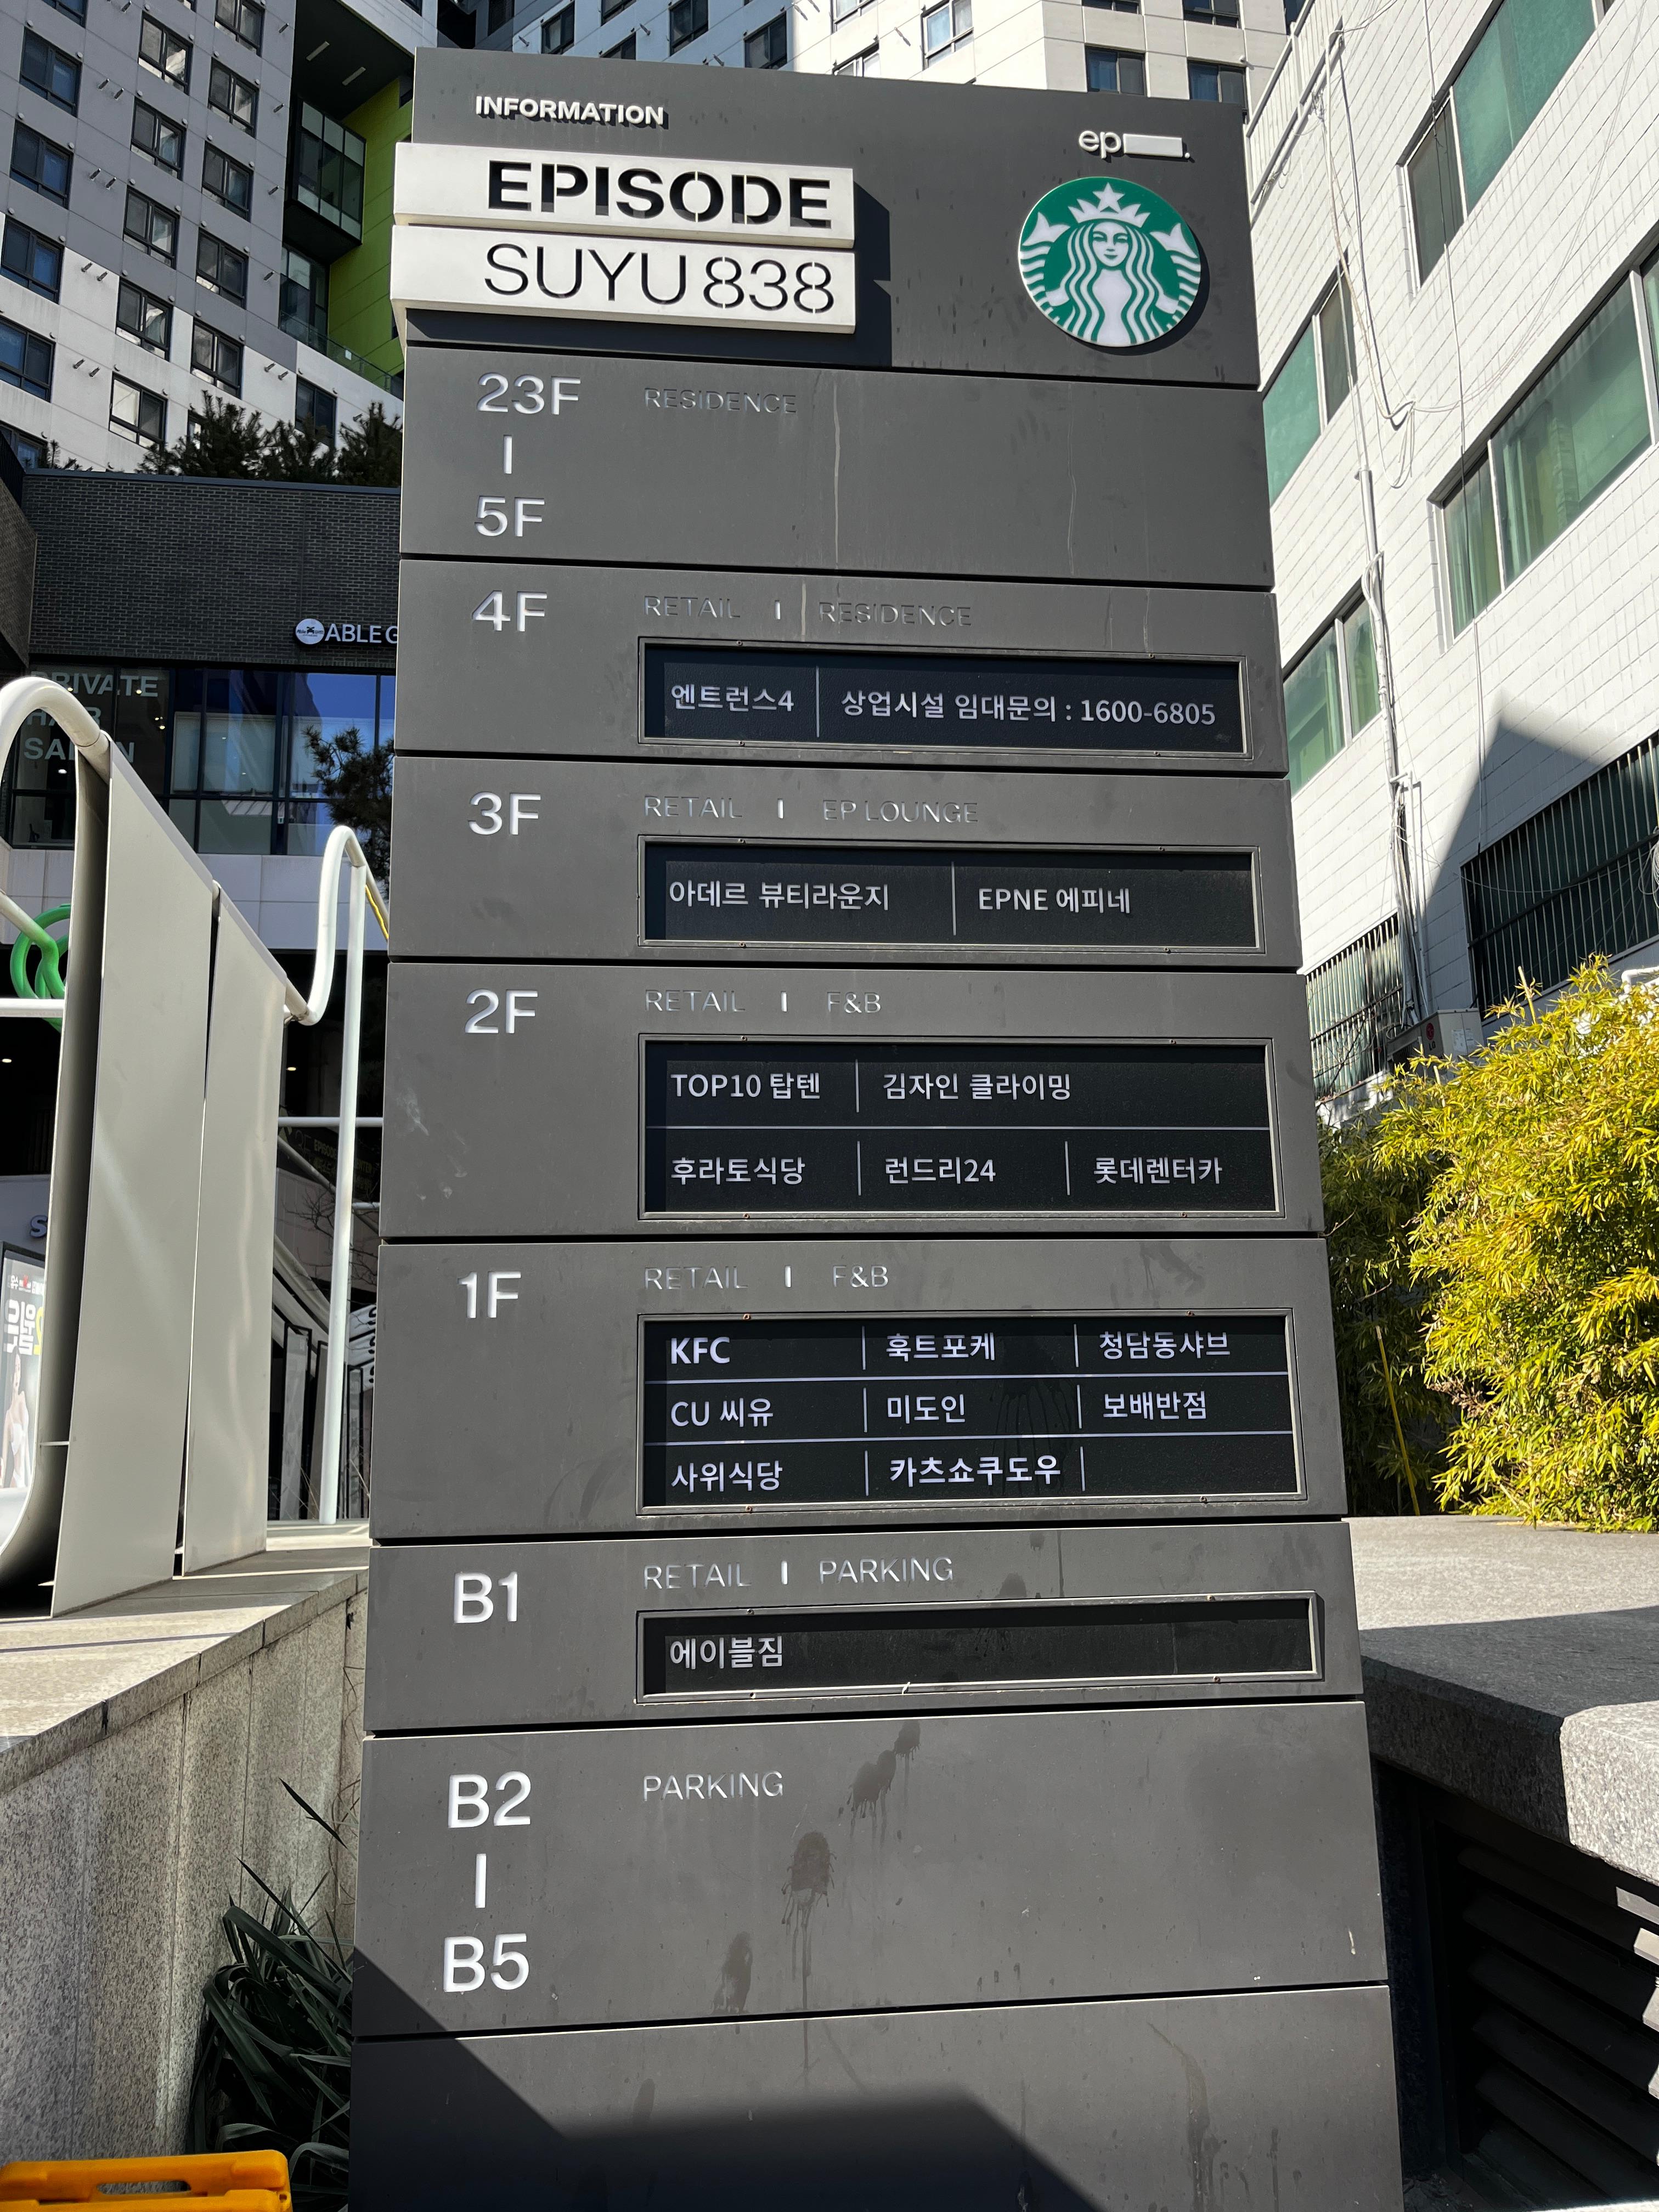 INFORMATION
ep
EPISODE
SUYU 838
23F RESIDENCE
|
5F
4F RETAIL | RESIDENCE
엔트런스4 상업시설 임대문의 : 1600-6805
3F RETAIL | EP LOUNGE
아데르 뷰티라운지 EPNE 에피네
2F RETAIL | F&B
TOP10 탑텐 김자인 클라이밍
후라토식당 런드리24 롯데렌터카
1F RETAIL | F&B
KFC 훅트포케 청담동샤브
CU 씨유 미도인 보배반점
사위식당 카츠쇼쿠도우
B1 RETAIL | PARKING
에이블짐
B2 PARKING
|
B5
ABLE G
PRIVATE
HAIR
SALON